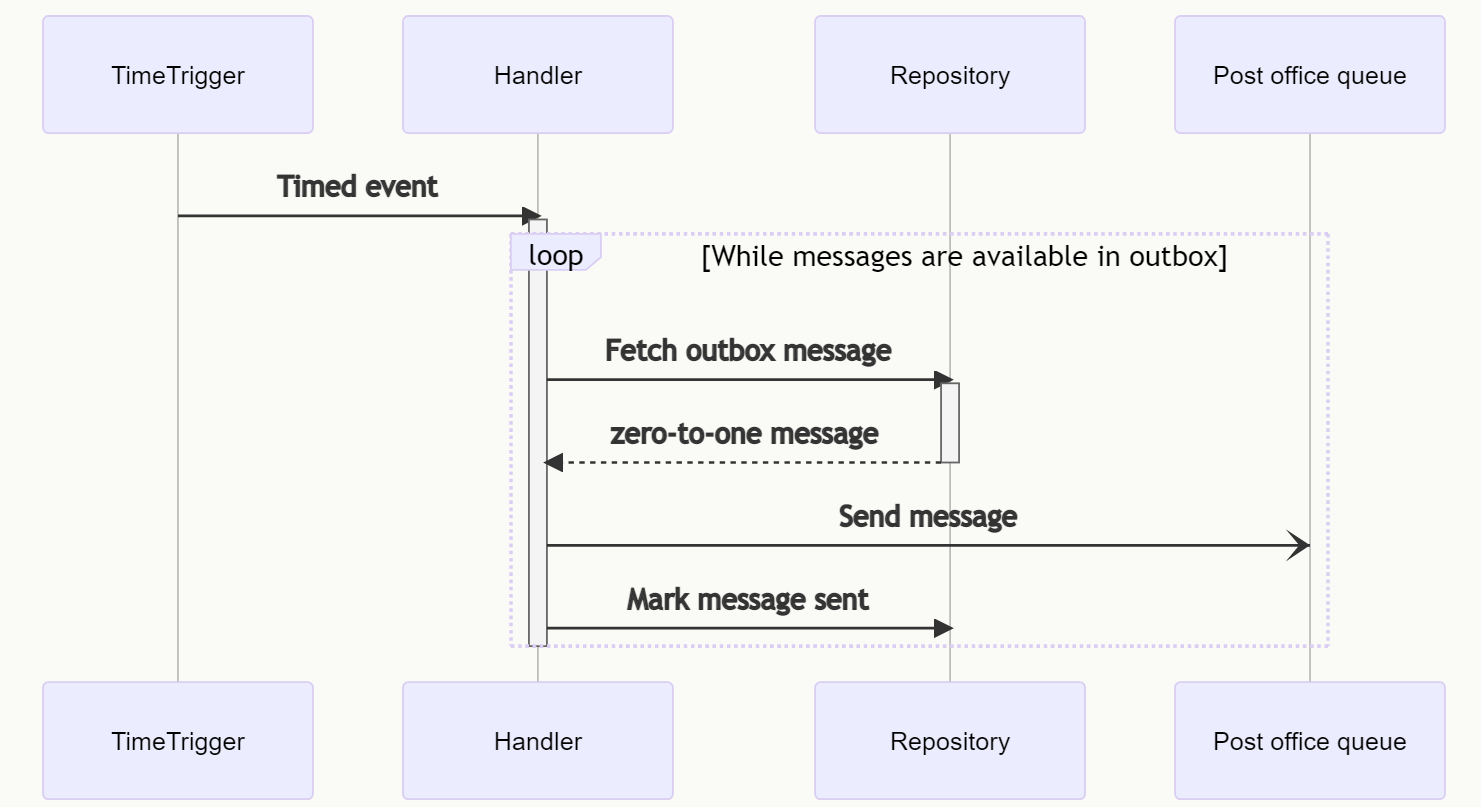 TimeTrigger
Handler
Repository
Post office queue
Timed event
loop
[While messages are available in outbox]
Fetch outbox message
zero-to-one message
Send message
Mark message sent
TimeTrigger
Handler
Repository
Post office queue